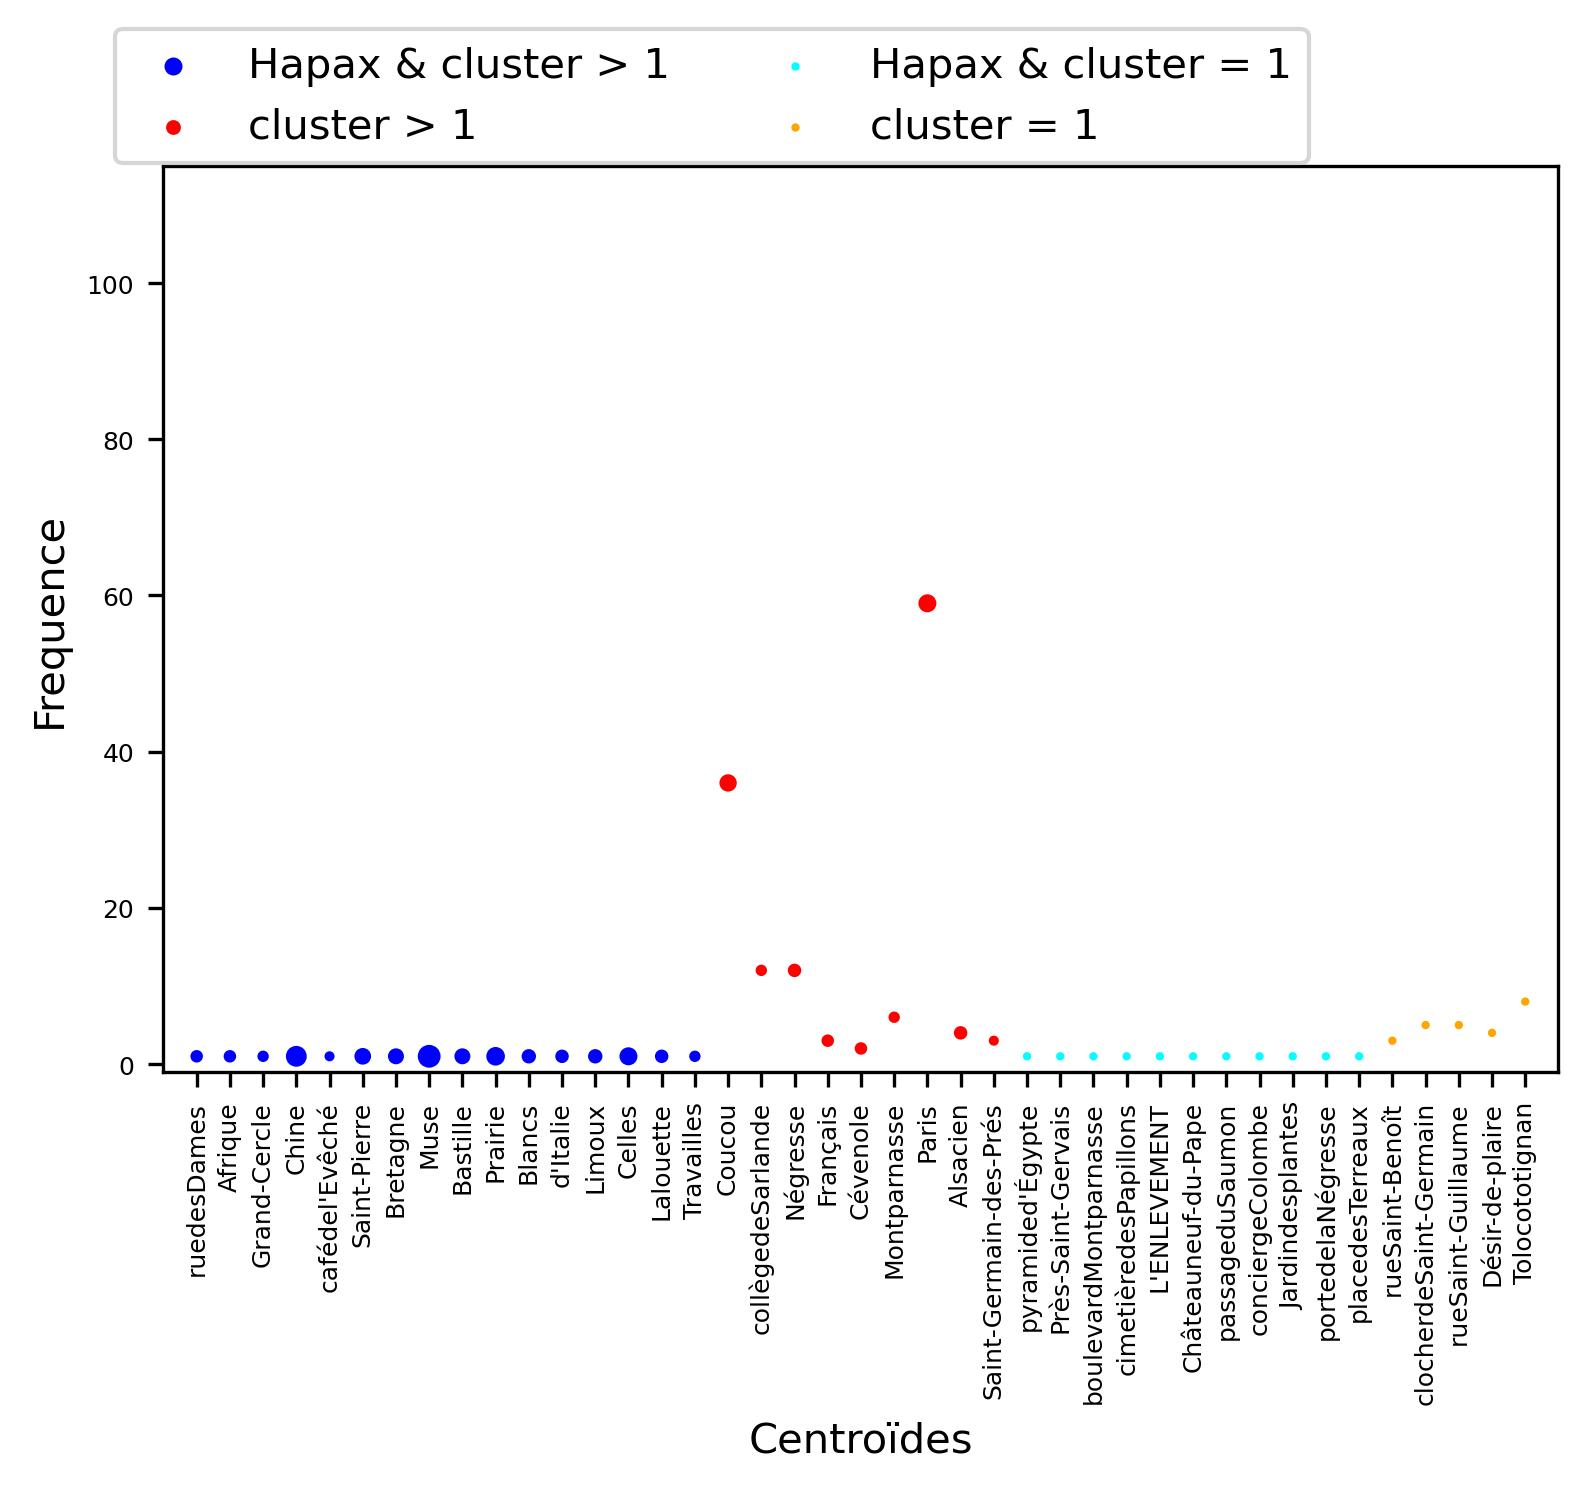 Hapax & cluster > 1
cluster > 1
Hapax & cluster = 1
cluster = 1
100
80
60
40
20
0
Frequence
ruedesDames
Afrique
Grand-Cercle
Chine
cafédel'Evêché
Saint-Pierre
Bretagne
Muse
Bastille
Prairie
Blancs
d'Italie
Limoux
Celles
Lalouette
Travailles
Coucou
collègedeSarlande
Négresse
Français
Cévenole
Montparnasse
Paris
Alsacien
Saint-Germain-des-Prés
pyramided'Égypte
Près-Saint-Gervais
boulevardMontparnasse
cimetièredesPapillons
L'ENLEVEMENT
Châteauneuf-du-Pape
passageduSaumon
conciergeColombe
Jardindesplantes
portedelaNégresse
placedesTerreaux
rueSaint-Benoît
clocherdeSaint-Germain
rueSaint-Guillaume
Désir-de-plaire
Tolocototignan
Centroïdes